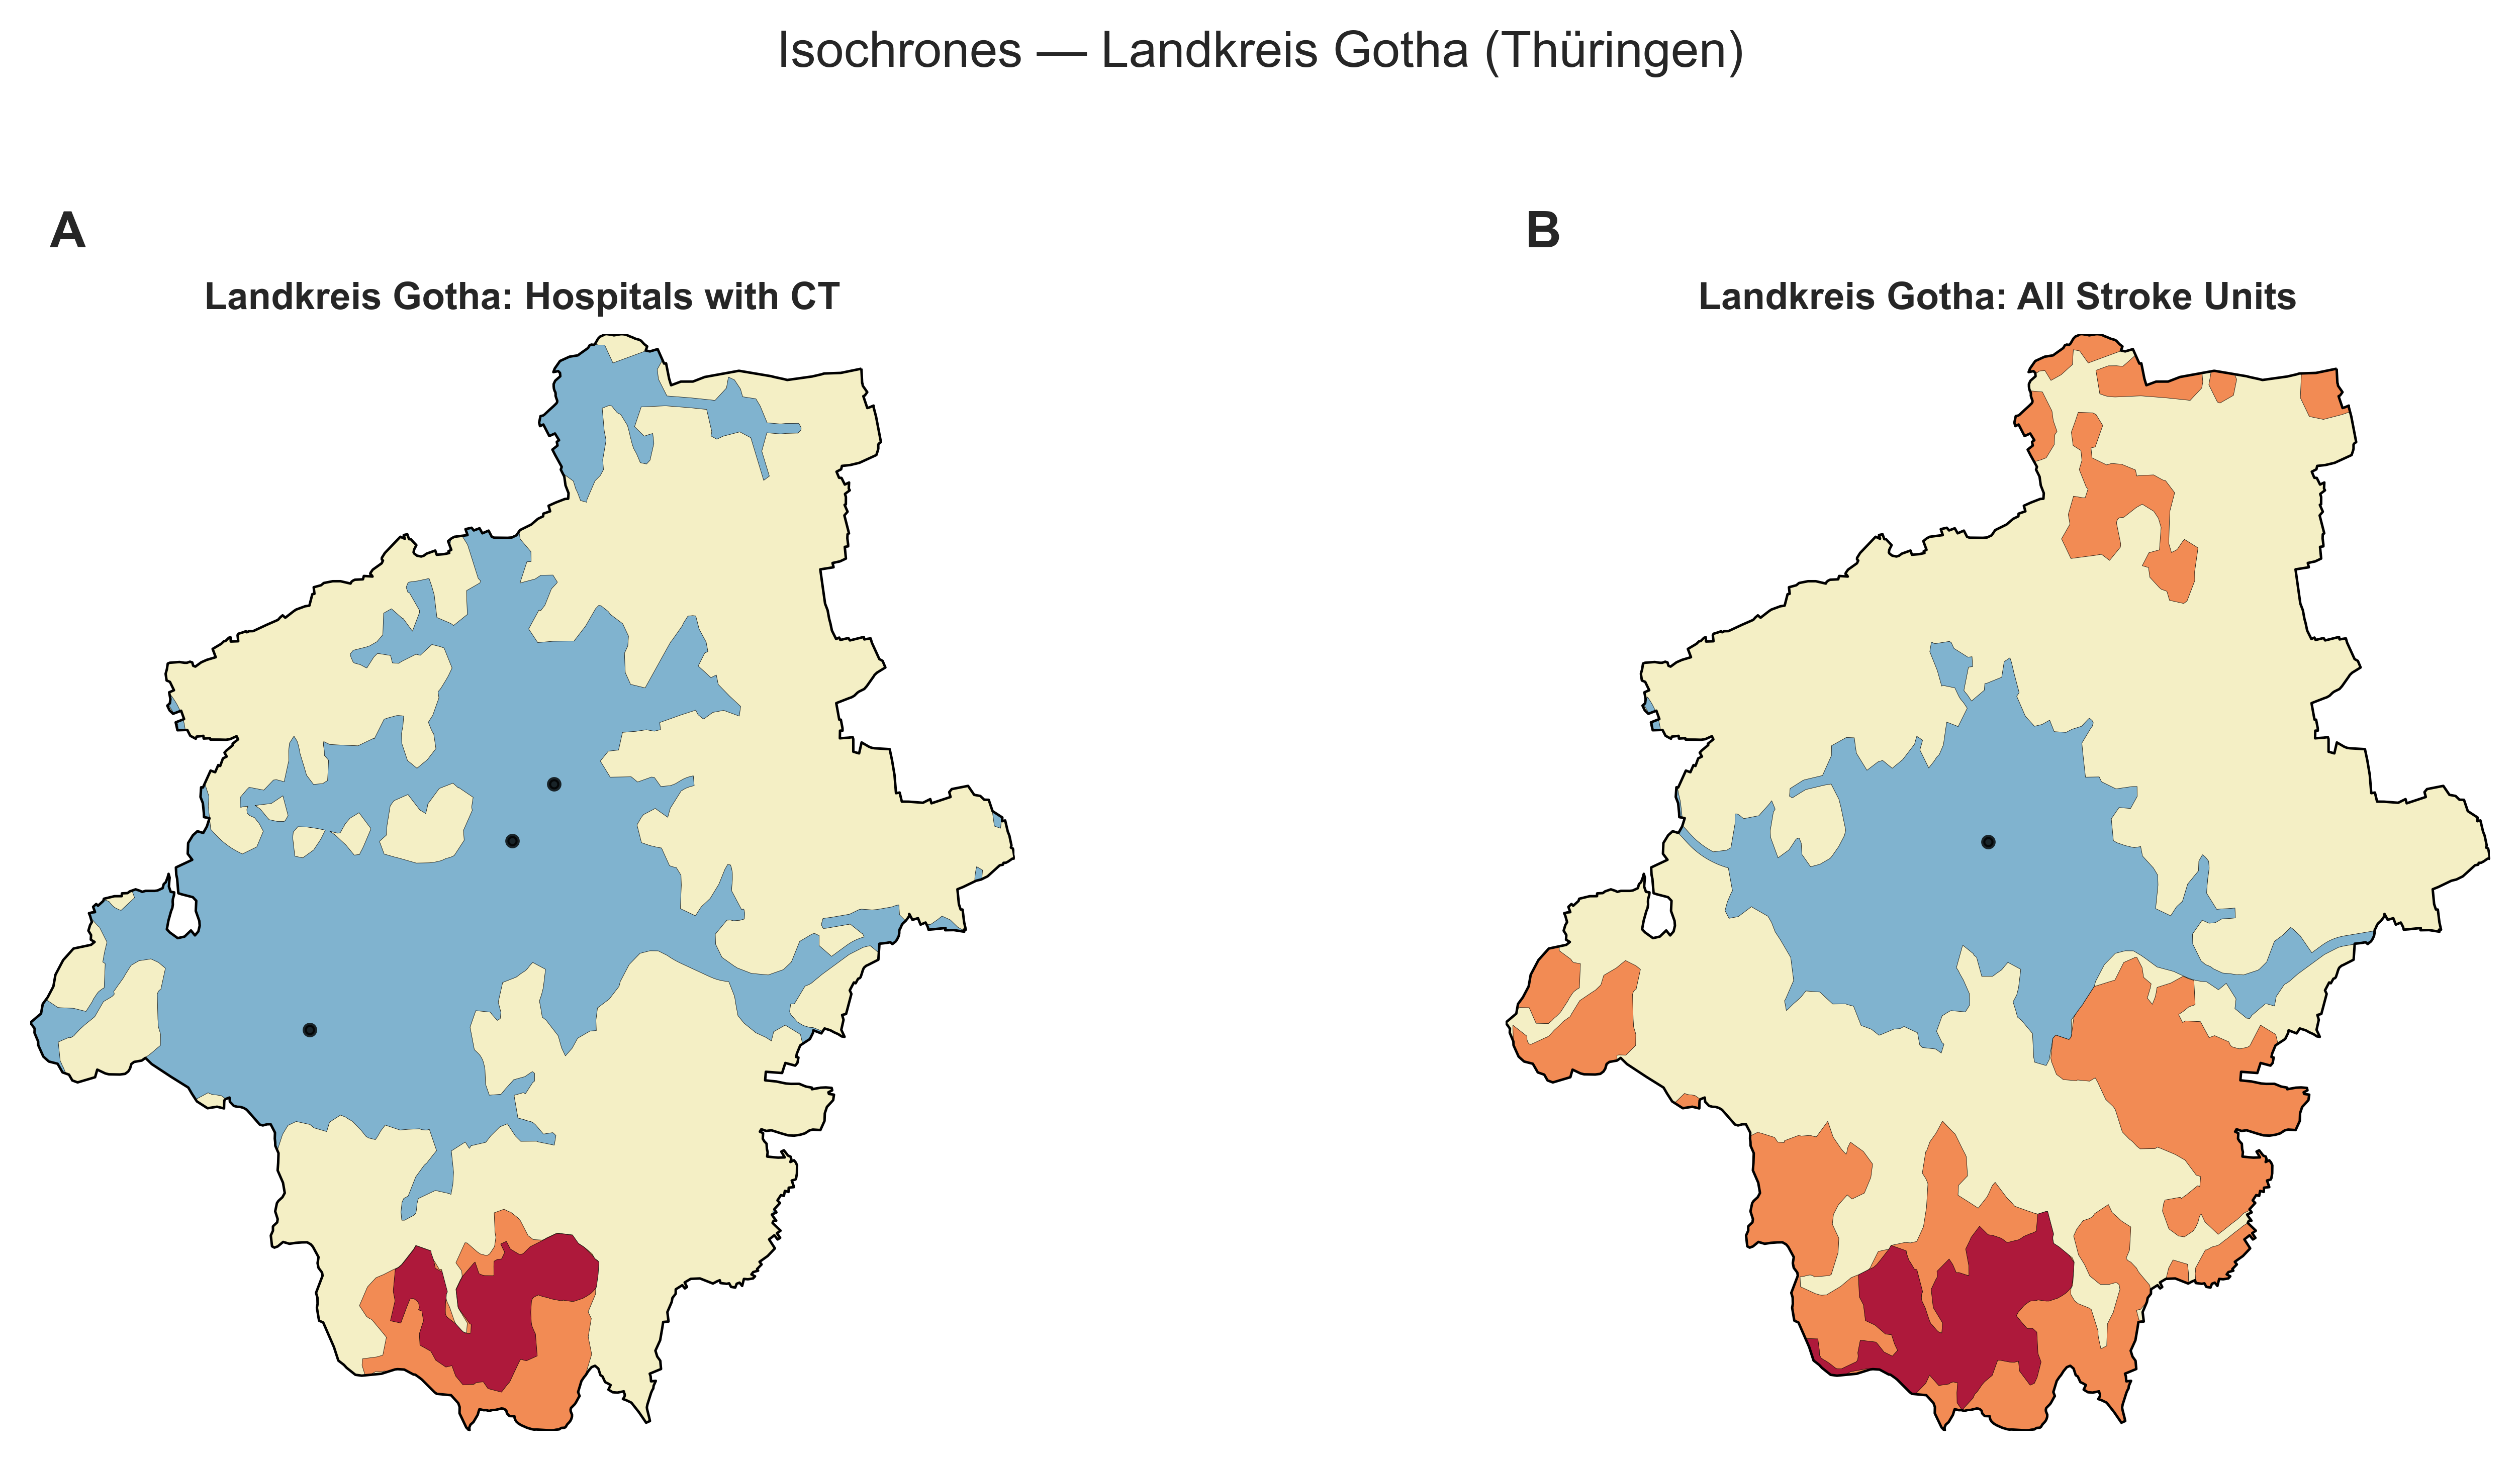 Isochrones — Landkreis Gotha (Thüringen)
A
B
Landkreis Gotha: Hospitals with CT
Landkreis Gotha: All Stroke Units